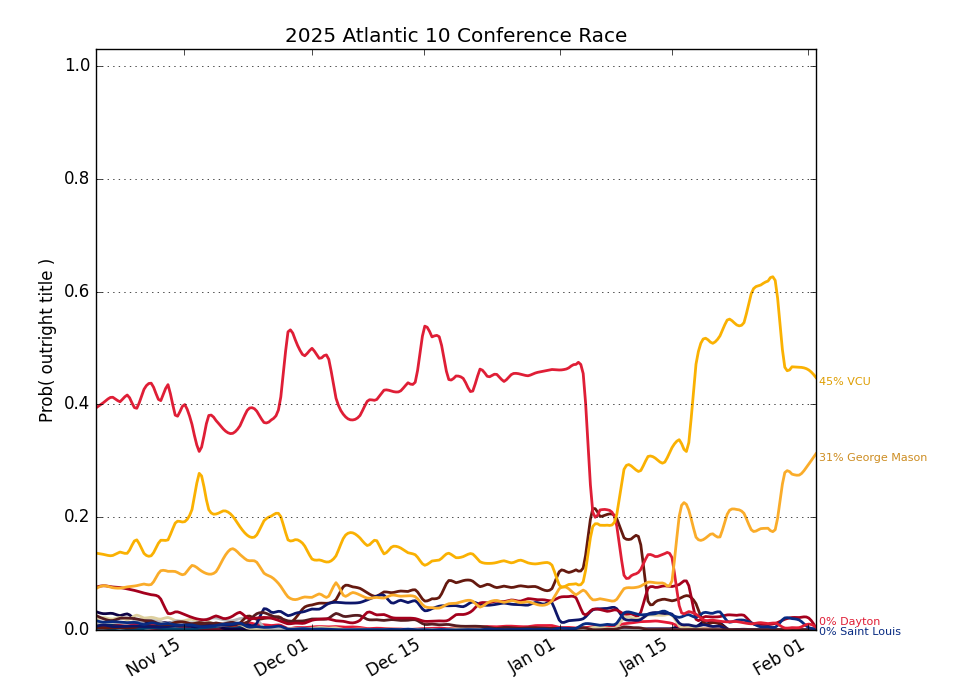 2025 Atlantic 10 Conference Race
Prob( outright title )
1.0
0.8
0.6
0.4
0.2
0.0
Nov 15
Dec 01
Dec 15
Jan 01
Jan 15
Feb 01
45% VCU
31% George Mason
0% Dayton
0% Saint Louis